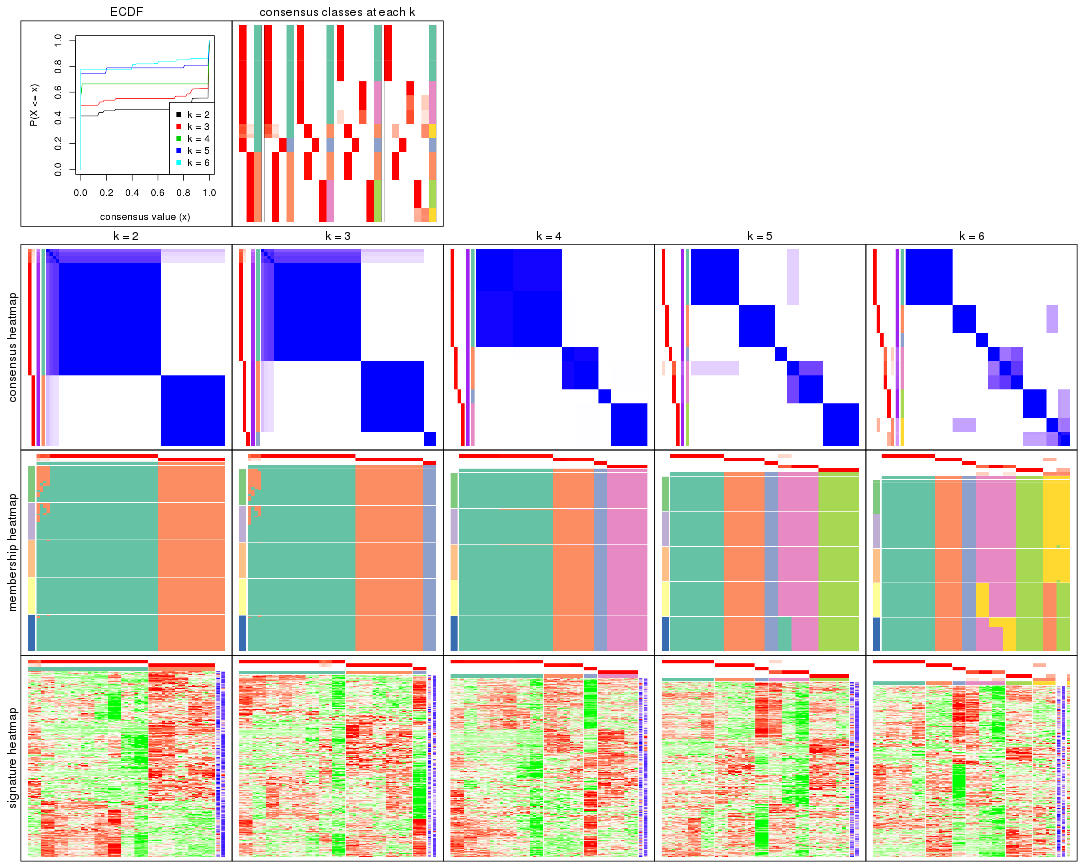 ECDF
consensus classes at each k
P(X <= x)
0.0 0.2 0.4 0.6 0.8 1.0
k = 2
k = 3
k = 4
k = 5
k = 6
0.0 0.2 0.4 0.6 0.8 1.0
consensus value (x)
k = 2
k = 3
k = 4
k = 5
k = 6
consensus heatmap
membership heatmap
signature heatmap